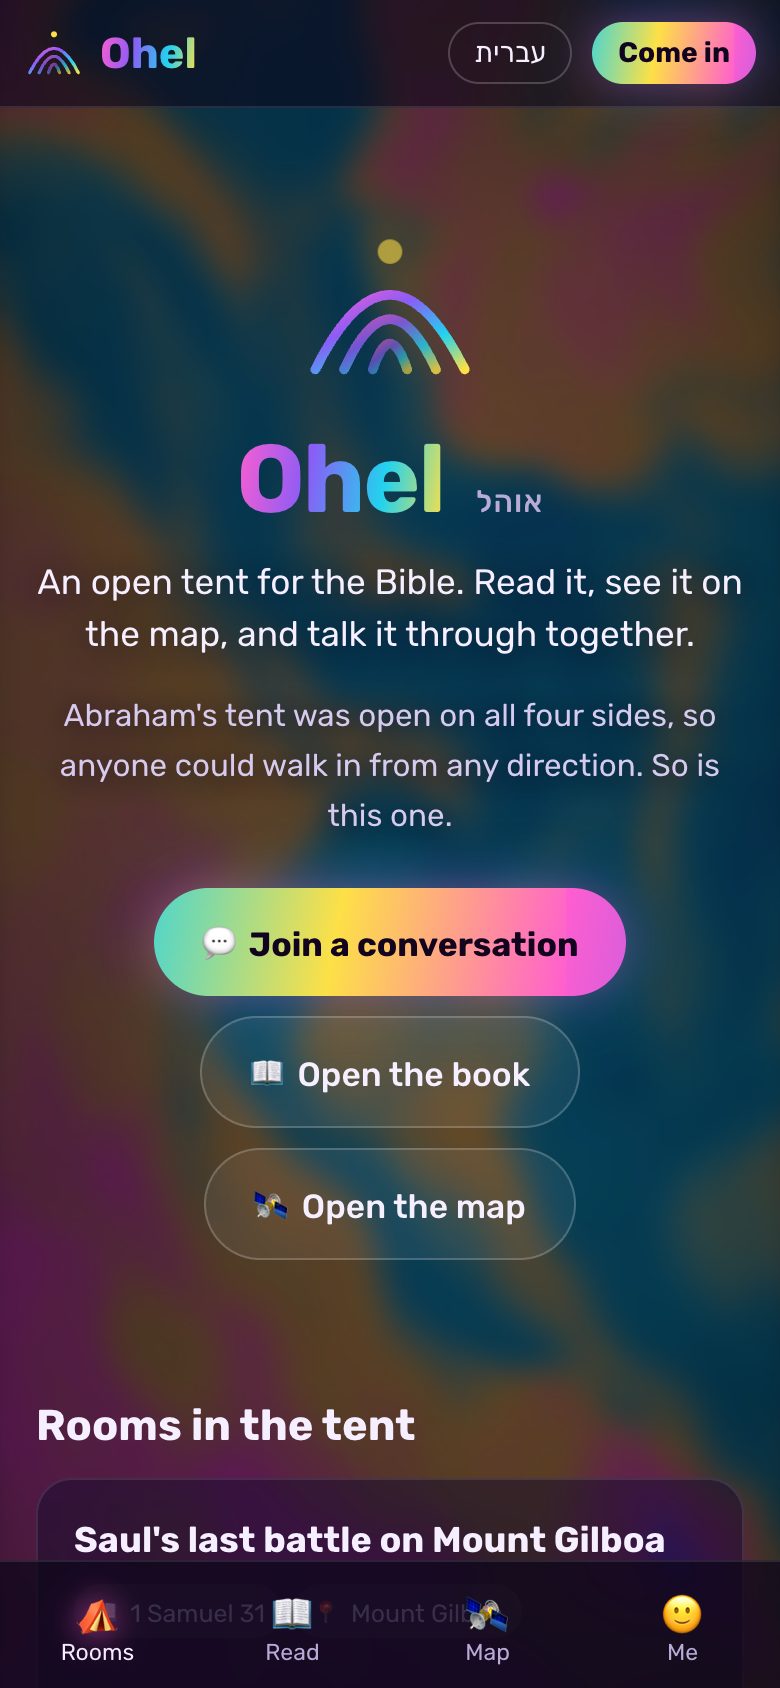 Ohel
עברית
Come in
Ohel אוהל
An open tent for the Bible. Read it, see it on
the map, and talk it through together.
Abraham's tent was open on all four sides, so
anyone could walk in from any direction. So is
this one.
Join a conversation
Open the book
Open the map
Rooms in the tent
Saul's last battle on Mount Gilboa
1 Samuel 31
Rooms
Read
Map
Me